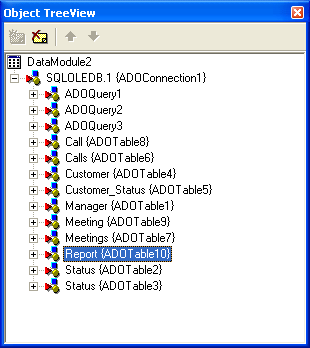 Object TreeView
DataModule2
SQLOLEDB.1 {ADOConnection1}
ADOQuery1
ADOQuery2
ADOQuery3
Call {ADOTable8}
Calls {ADOTable6}
Customer {ADOTable4}
Customer_Status {ADOTable5}
Manager {ADOTable1}
Meeting {ADOTable9}
Meetings {ADOTable7}
Report {ADOTable10}
Status {ADOTable2}
Status {ADOTable3}